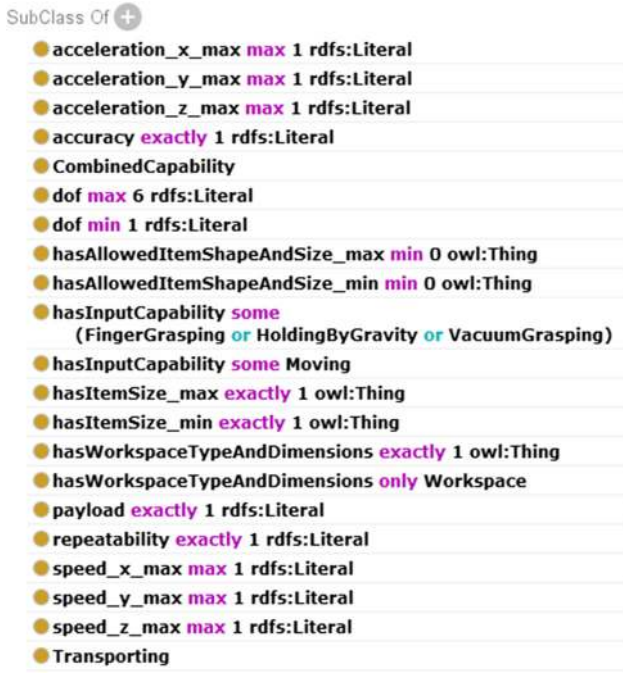 SubClass Of
acceleration_x_max max 1 rdfs:Literal
acceleration_y_max max 1 rdfs:Literal
acceleration_z_max max 1 rdfs:Literal
accuracy exactly 1 rdfs:Literal
CombinedCapability
dof max 6 rdfs:Literal
dof min 1 rdfs:Literal
hasAllowedItemShapeAndSize_max min 0 owl:Thing
hasAllowedItemShapeAndSize_min min 0 owl:Thing
hasInputCapability some
(FingerGrasping or HoldingByGravity or VacuumGrasping)
hasInputCapability some Moving
hasItemSize_max exactly 1 owl:Thing
hasItemSize_min exactly 1 owl:Thing
hasWorkspaceTypeAndDimensions exactly 1 owl:Thing
hasWorkspaceTypeAndDimensions only Workspace
payload exactly 1 rdfs:Literal
repeatability exactly 1 rdfs:Literal
speed_x_max max 1 rdfs:Literal
speed_y_max max 1 rdfs:Literal
speed_z_max max 1 rdfs:Literal
Transporting